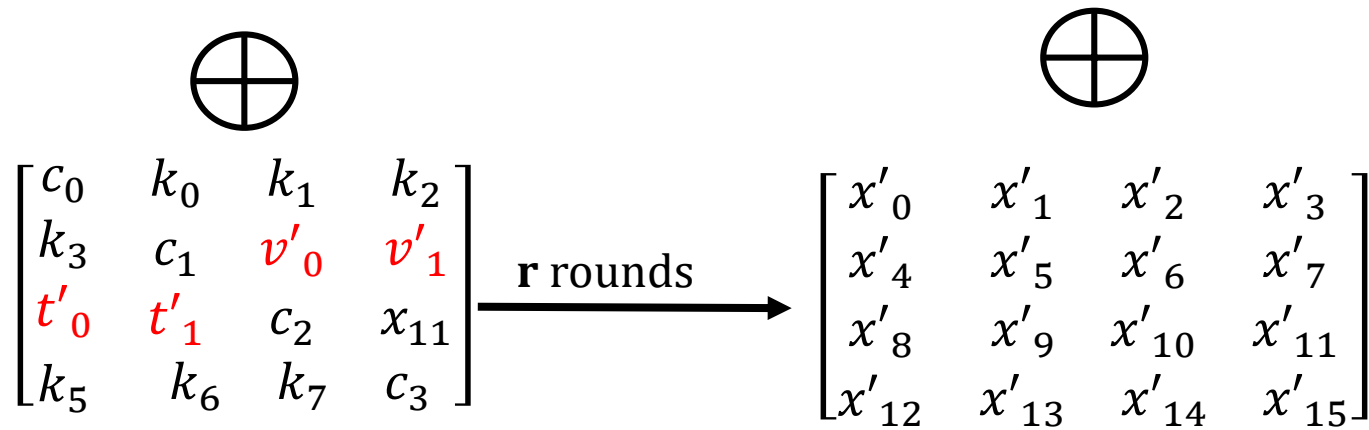 ⊕ ⊕
c₀ k₀ k₁ k₂ x′₀ x′₁ x′₂ x′₃
k₃ c₁ v′₀ v′₁ x′₄ x′₅ x′₆ x′₇
r rounds
t′₀ t′₁ c₂ x₁₁ x′₈ x′₉ x′₁₀ x′₁₁
k₅ k₆ k₇ c₃ x′₁₂ x′₁₃ x′₁₄ x′₁₅